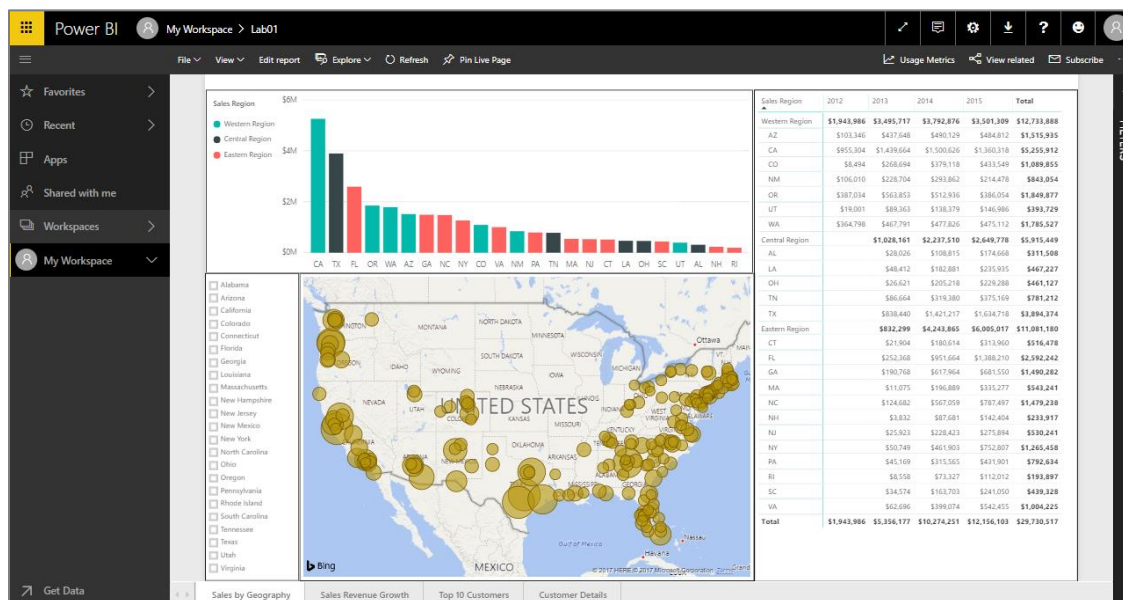 Power BI My Workspace > Lab01
File View Edit report Explore Refresh Pin Live Page Usage Metrics View related Subscribe
Favorites
Recent
Apps
Shared with me
Workspaces
My Workspace
Get Data
Sales Region
Western Region
Central Region
Eastern Region
$6M
$4M
$2M
$0M
CA TX FL OR WA AZ GA NC NY CO VA NM PA TN MA NJ CT LA OH SC UT AL NH RI
Alabama
Arizona
California
Colorado
Connecticut
Florida
Georgia
Louisiana
Massachusetts
New Hampshire
New Jersey
New Mexico
New York
North Carolina
Ohio
Oregon
Pennsylvania
Rhode Island
South Carolina
Tennessee
Texas
Utah
Virginia
MONTANA
NORTH DAKOTA
MINNESOTA
Ottawa
SOUTH DAKOTA
WISCONSIN
MICHIGAN
IDAHO
WYOMING
IOWA
NEBRASKA
NEVADA
UTAH
UNITED STATES
KANSAS
MISSOURI
KENTUCKY
OKLAHOMA
ARKANSAS
Gulf of Mexico
Nassau
Havana
MEXICO
Bing
© 2017 HERE © 2017 Microsoft Corporation
Sales Region 2012 2013 2014 2015 Total
Western Region $1,943,986 $3,495,717 $3,792,876 $3,501,309 $12,733,888
AZ $103,346 $437,648 $490,129 $484,812 $1,515,935
CA $955,304 $1,439,664 $1,500,626 $1,360,318 $5,255,912
CO $8,494 $268,694 $379,118 $433,549 $1,089,855
NM $106,010 $228,704 $293,862 $214,478 $843,054
OR $387,034 $563,853 $512,936 $386,054 $1,849,877
UT $19,001 $89,363 $138,379 $146,986 $393,729
WA $364,798 $467,791 $477,826 $475,112 $1,785,527
Central Region $1,028,161 $2,237,510 $2,649,778 $5,915,449
AL $28,026 $108,815 $174,668 $311,508
LA $48,412 $182,881 $235,935 $467,227
OH $26,621 $205,218 $229,288 $461,127
TN $86,664 $319,380 $375,169 $781,212
TX $838,440 $1,421,217 $1,634,718 $3,894,374
Eastern Region $832,299 $4,243,865 $6,005,017 $11,081,180
CT $21,904 $180,614 $313,960 $516,478
FL $252,368 $951,664 $1,388,210 $2,592,242
GA $190,768 $617,964 $681,550 $1,490,282
MA $11,075 $196,889 $335,277 $543,241
NC $124,682 $567,059 $787,497 $1,479,238
NH $3,832 $87,681 $142,404 $233,917
NJ $25,923 $228,423 $275,894 $530,241
NY $50,749 $461,903 $752,807 $1,265,458
PA $45,169 $315,565 $431,901 $792,634
RI $8,558 $73,327 $112,012 $193,897
SC $34,574 $163,703 $241,050 $439,328
VA $62,696 $399,074 $542,455 $1,004,225
Total $1,943,986 $5,356,177 $10,274,251 $12,156,103 $29,730,517
Sales by Geography Sales Revenue Growth Top 10 Customers Customer Details